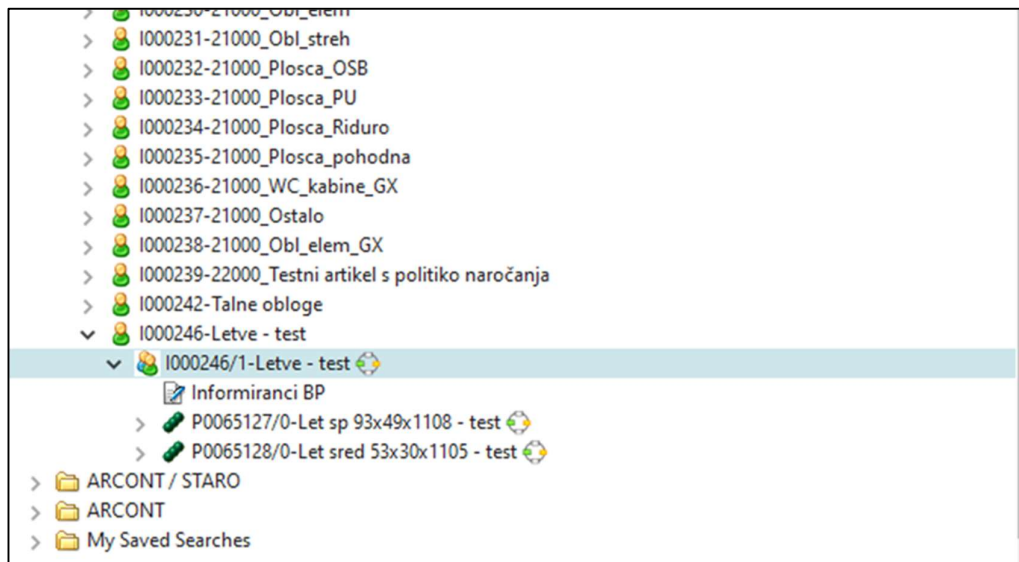 I000230-21000_Obl_elem
I000231-21000_Obl_streh
I000232-21000_Plosca_OSB
I000233-21000_Plosca_PU
I000234-21000_Plosca_Riduro
I000235-21000_Plosca_pohodna
I000236-21000_WC_kabine_GX
I000237-21000_Ostalo
I000238-21000_Obl_elem_GX
I000239-22000_Testni artikel s politiko naročanja
I000242-Talne obloge
I000246-Letve - test
I000246/1-Letve - test
Informiranci BP
P0065127/0-Let sp 93x49x1108 - test
P0065128/0-Let sred 53x30x1105 - test
ARCONT / STARO
ARCONT
My Saved Searches